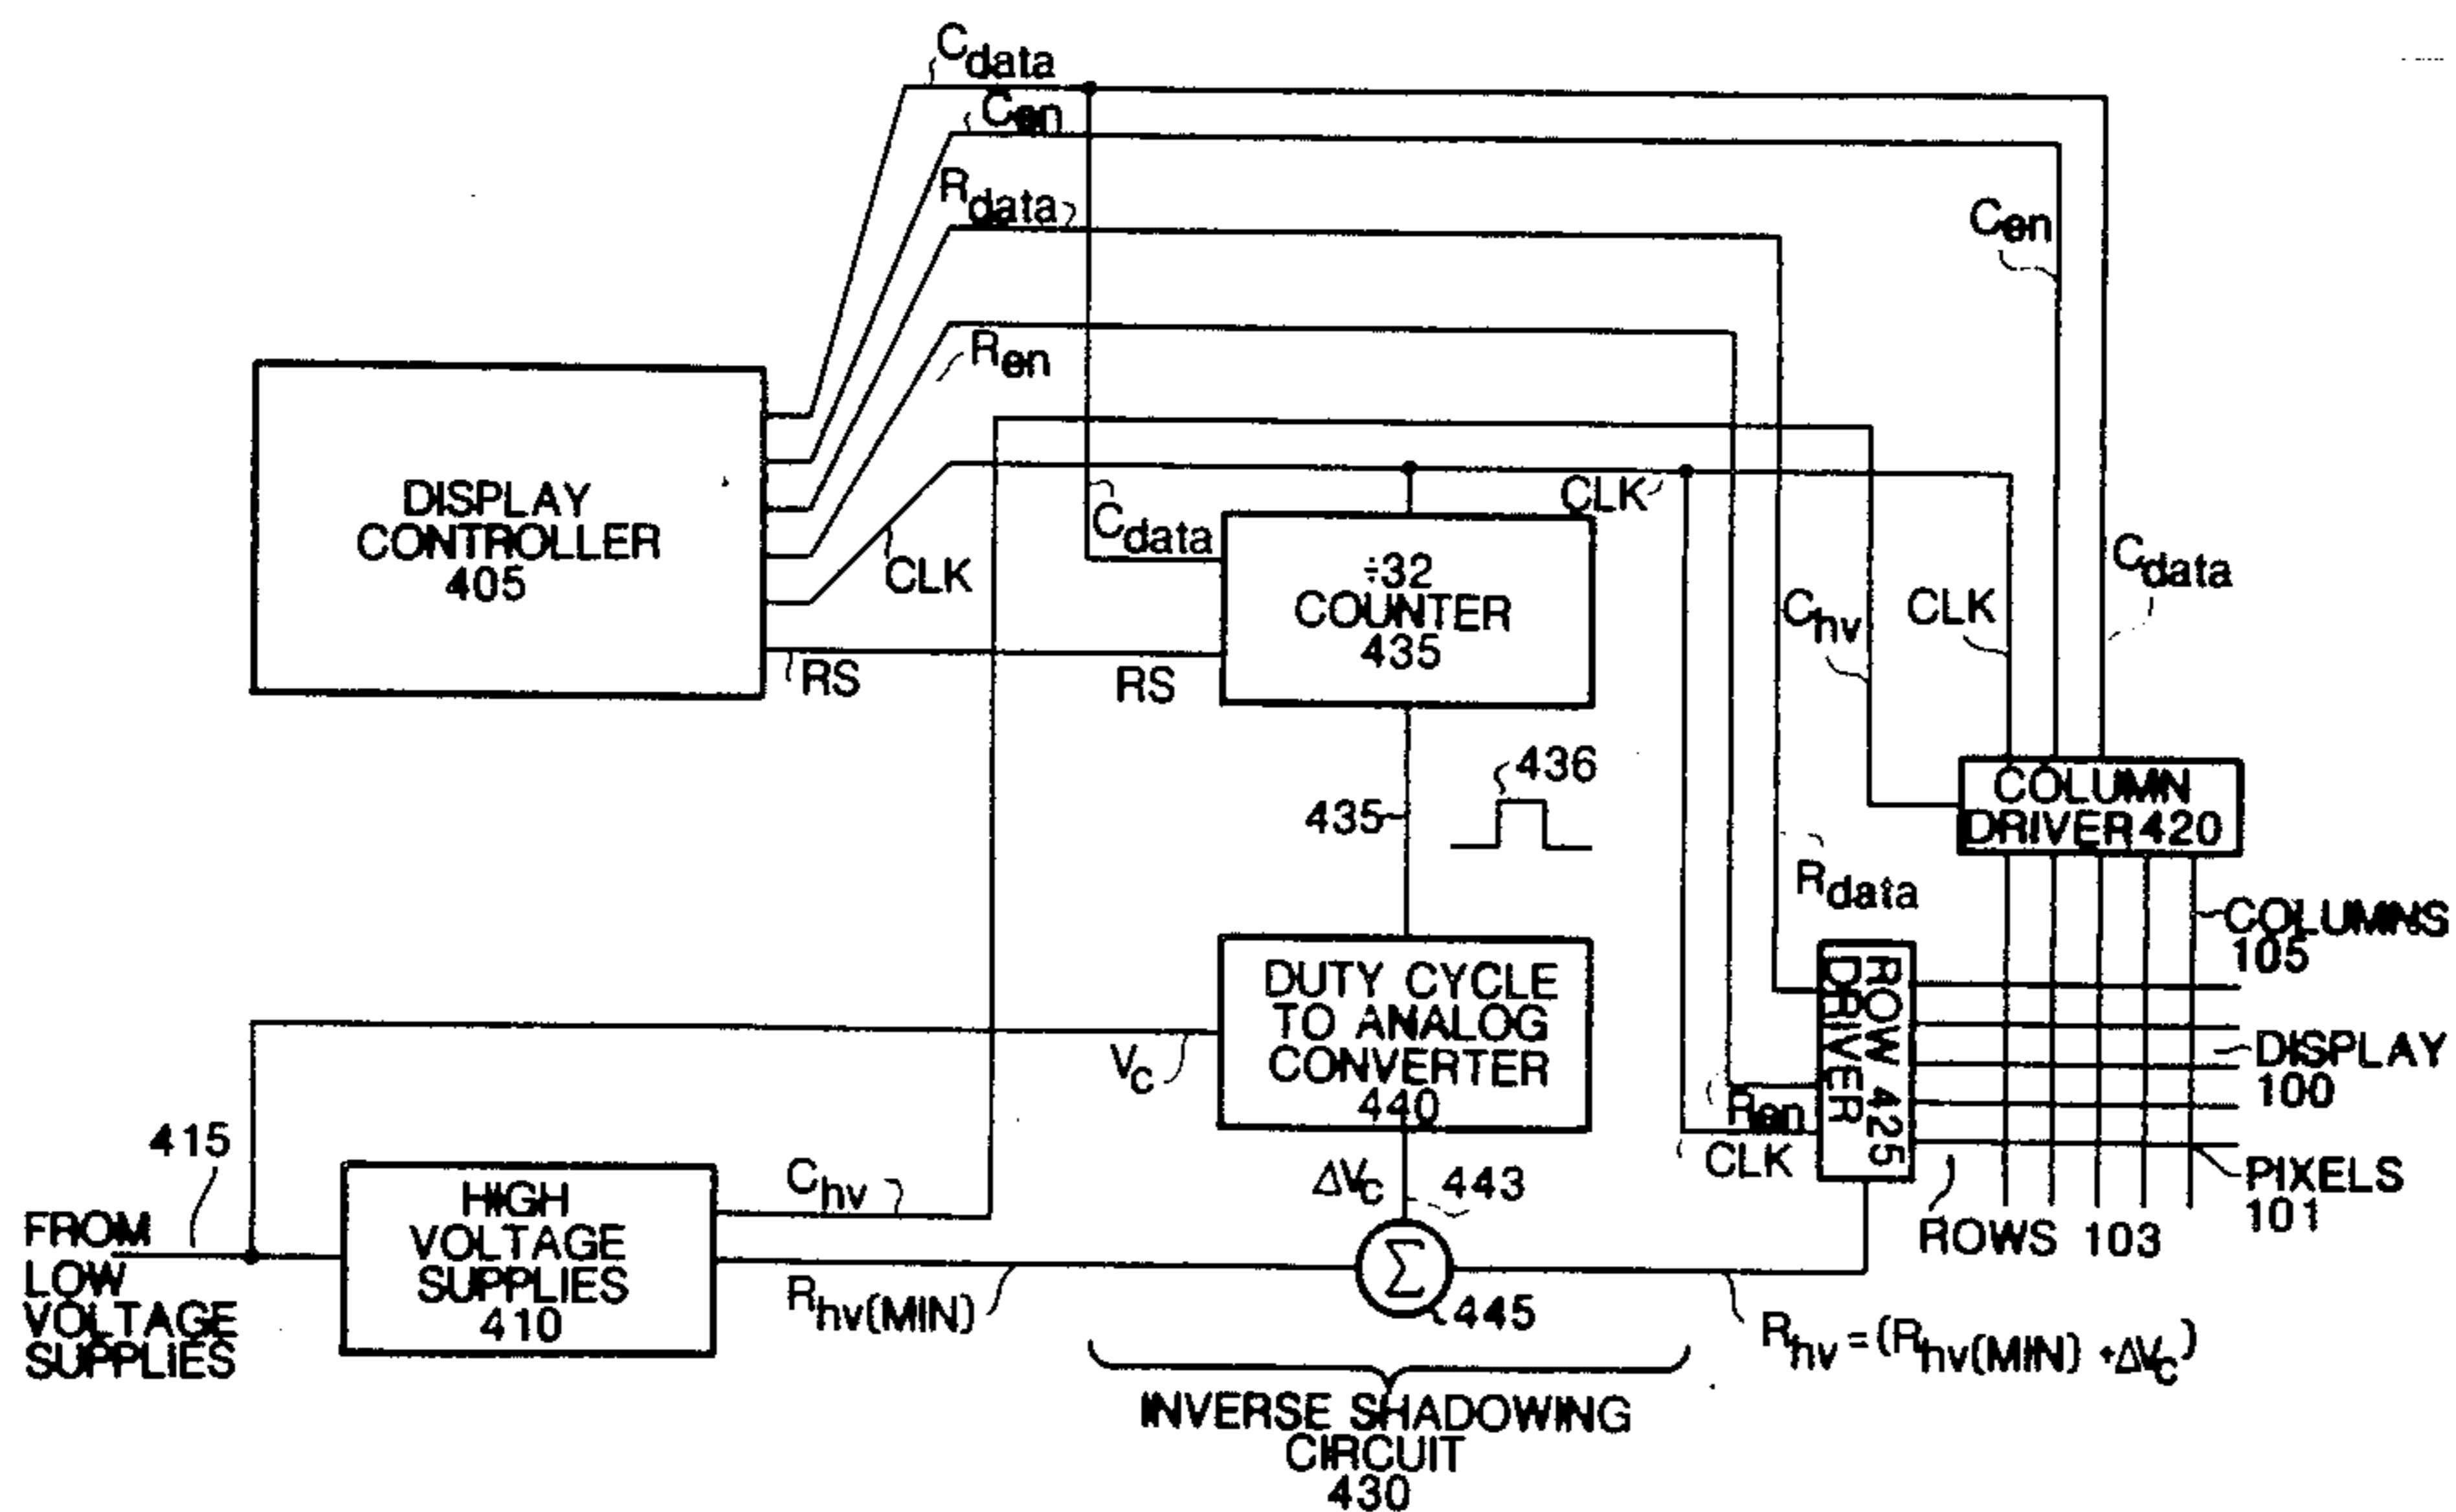 Cdata
Cen
Rdata
Ren
Cen
DISPLAY
CONTROLLER
405
CLK
RS
RS
Cdata
÷32
COUNTER
435
CLK
Chv
CLK
Cdata
435
436
COLUMN
DRIVER 420
Rdata
COLUMNS
105
DUTY CYCLE
TO ANALOG
CONVERTER
440
Vc
ROW 425
DRIVER
Ren
CLK
DISPLAY
100
PIXELS
101
ROWS 103
415
FROM
LOW
VOLTAGE
SUPPLIES
HIGH
VOLTAGE
SUPPLIES
410
Chv
Rhv(MIN)
ΔVc
443
Σ
445
Rhv=(Rhv(MIN) +ΔVc)
INVERSE SHADOWING
CIRCUIT
430